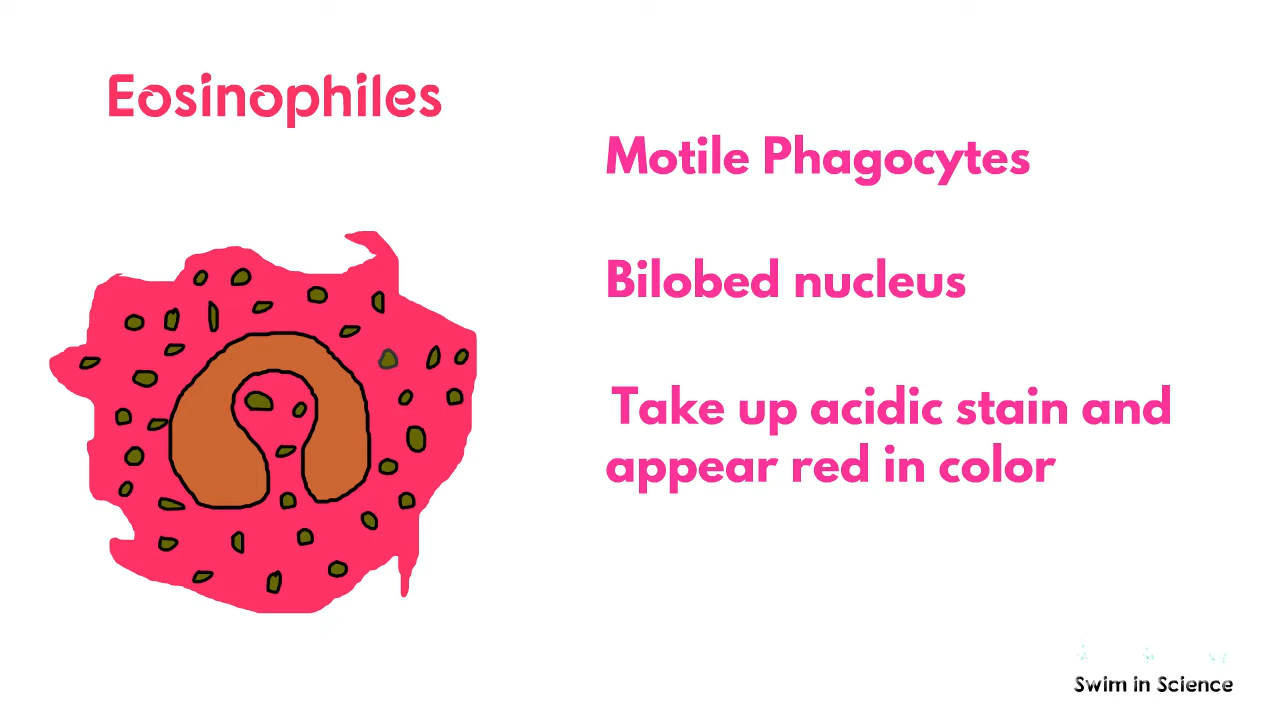 Eosinophiles
Motile Phagocytes
Bilobed nucleus
Take up acidic stain and
appear red in color
Swim in Science